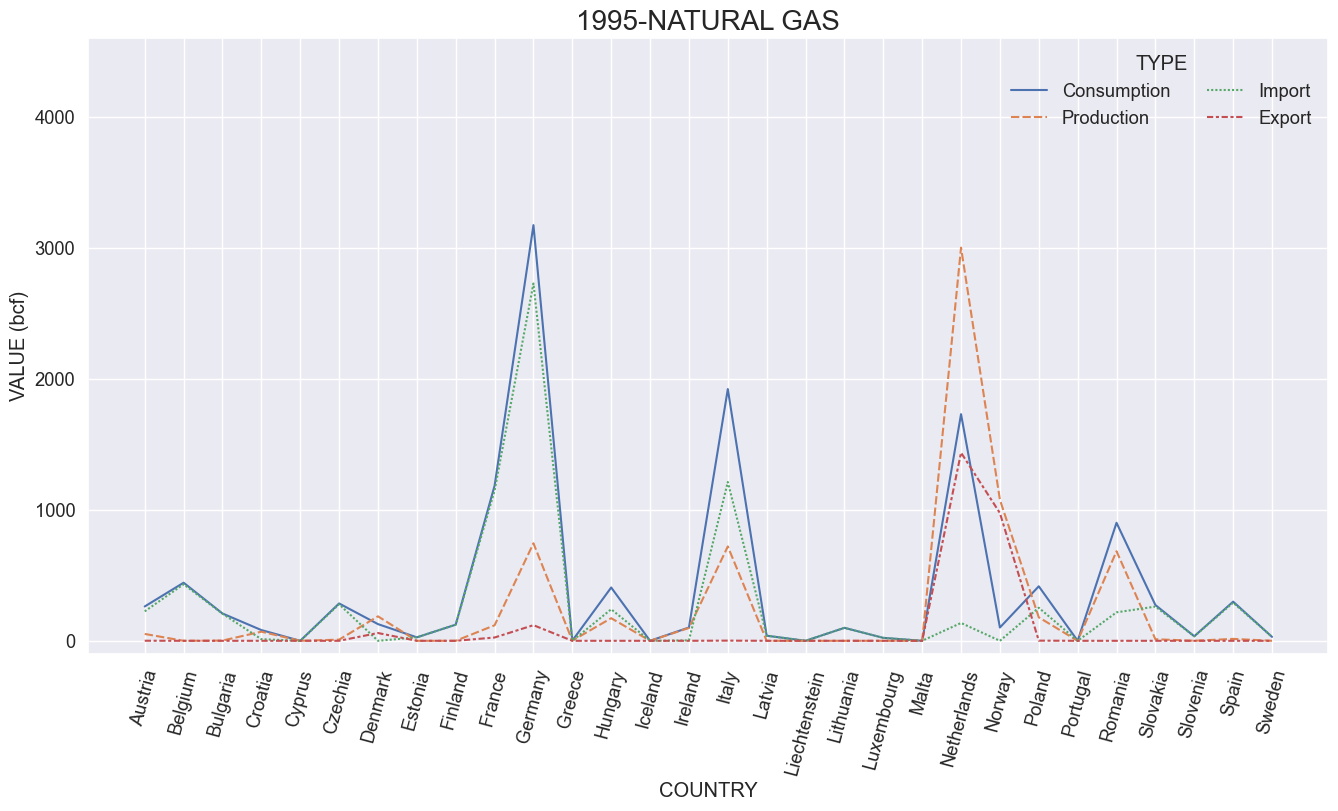 1995-NATURAL GAS
TYPE
Consumption
Production
Import
Export
VALUE (bcf)
4000
3000
2000
1000
0
Austria
Belgium
Bulgaria
Croatia
Cyprus
Czechia
Denmark
Estonia
Finland
France
Germany
Greece
Hungary
Iceland
Ireland
Italy
Latvia
Liechtenstein
Lithuania
Luxembourg
Malta
Netherlands
Norway
Poland
Portugal
Romania
Slovakia
Slovenia
Spain
Sweden
COUNTRY